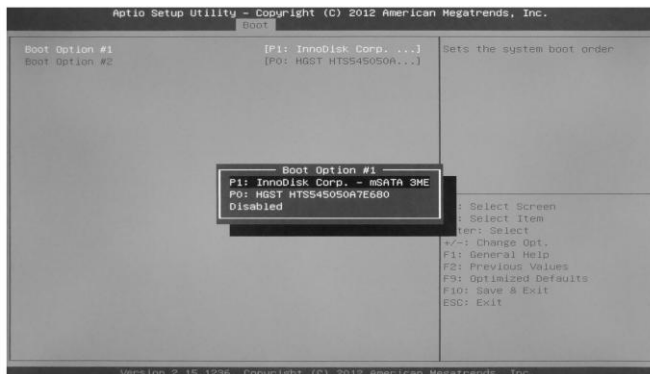 Aptio Setup Utility – Copyright (C) 2012 American Megatrends, Inc.
Boot
Boot Option #1 [P1: InnoDisk Corp. ...]
Boot Option #2 [P0: HGST HTS545050A...]
Sets the system boot order
Boot Option #1
P1: InnoDisk Corp. - mSATA 3ME
P0: HGST HTS545050A7E680
Disabled
: Select Screen
: Select Item
ter: Select
+/-: Change Opt.
F1: General Help
F2: Previous Values
F9: Optimized Defaults
F10: Save & Exit
ESC: Exit
Version 2.15.1236. Copyright (C) 2012 American Megatrends, Inc.